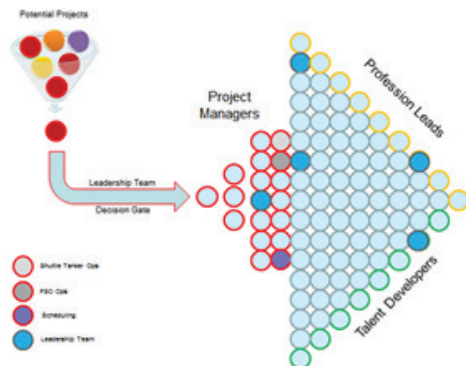 Potential Projects
Project
Managers
Profession Leads
Leadership Team
Decision Gate
Shuttle Tanker Ops
FSO Ops
Scheduling
Leadership Team
Talent Developers